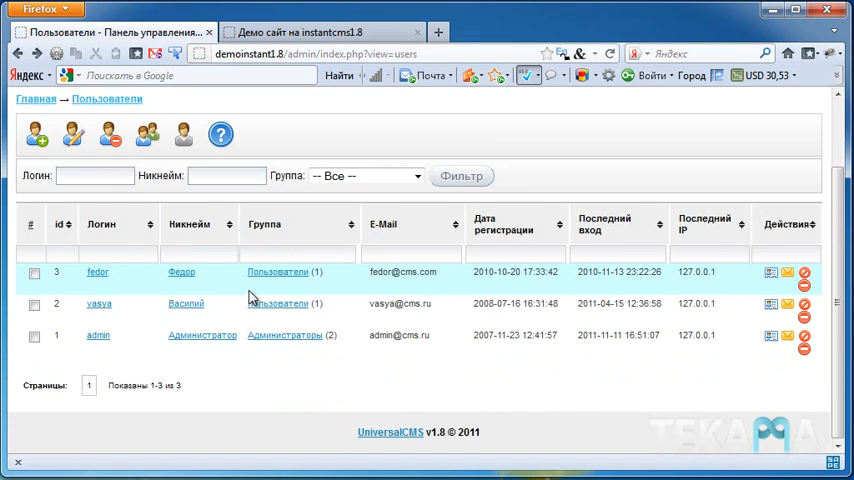 Firefox
Пользователи - Панель управления... × Демо сайт на instantcms1.8 × +
demoinstant1.8/admin/index.php?view=users Яндекс
Яндекс Поискать в Google Найти Почта Войти Город USD 30,53
Главная → Пользователи
Логин: Никнейм: Группа: -- Все -- Фильтр
# id Логин Никнейм Группа E-Mail Дата регистрации Последний вход Последний IP Действия
3 fedor Федор Пользователи (1) fedor@cms.com 2010-10-20 17:33:42 2010-11-13 23:22:26 127.0.0.1
2 vasya Василий Пользователи (1) vasya@cms.ru 2008-07-16 16:31:48 2011-04-15 12:36:58 127.0.0.1
1 admin Администратор Администраторы (2) admin@cms.ru 2007-11-23 12:41:57 2011-11-11 16:51:07 127.0.0.1
Страницы: 1 Показаны 1-3 из 3
UniversalCMS v1.8 © 2011